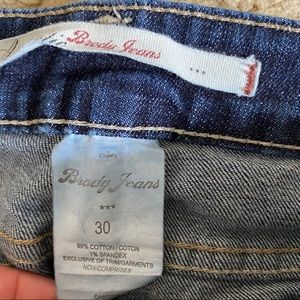 Brody Jeans
Brody Jeans
30
99% COTTON / COTON
1% SPANDEX
EXCLUSIVE OF TRIM/GARMENTS
NON-COMPRISES